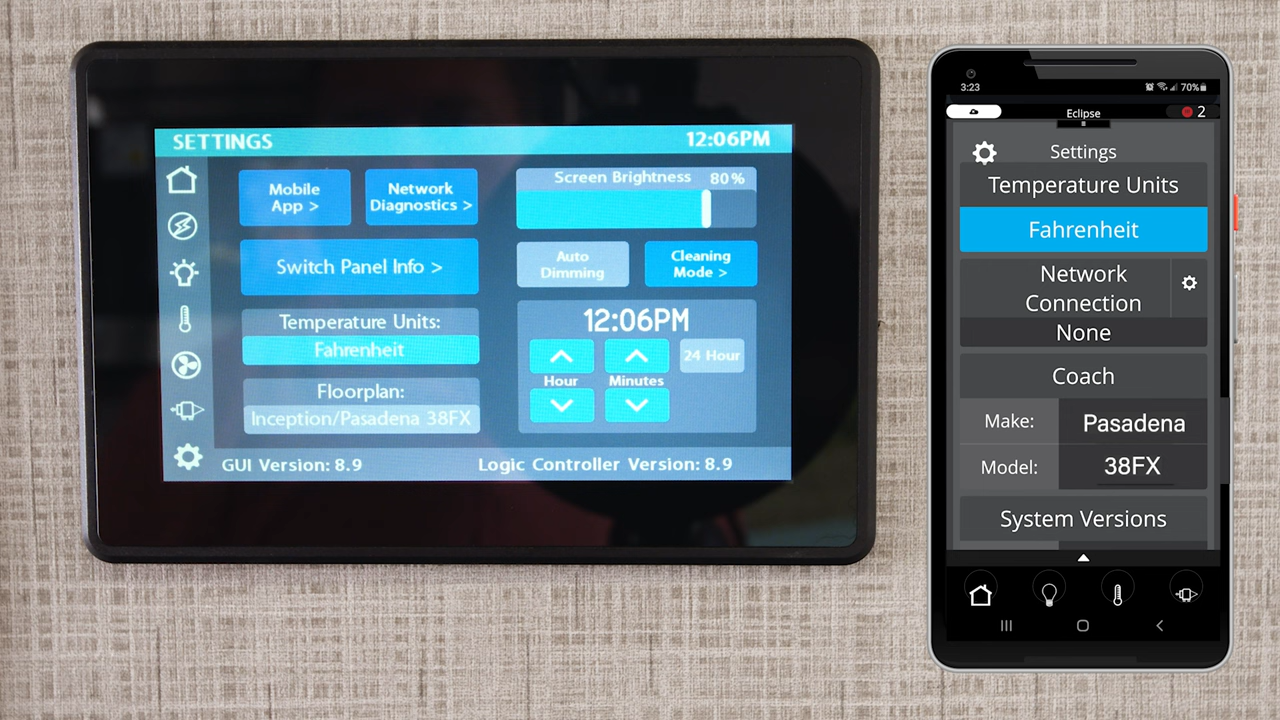 SETTINGS 12:06PM
Mobile
App >
Network
Diagnostics >
Screen Brightness 80%
Switch Panel Info >
Auto
Dimming
Cleaning
Mode >
Temperature Units:
Fahrenheit
12:06PM
24 Hour
Hour Minutes
Floorplan:
Inception/Pasadena 38FX
GUI Version: 8.9 Logic Controller Version: 8.9
3:23 70%
Eclipse 2
Settings
Temperature Units
Fahrenheit
Network
Connection
None
Coach
Make: Pasadena
Model: 38FX
System Versions